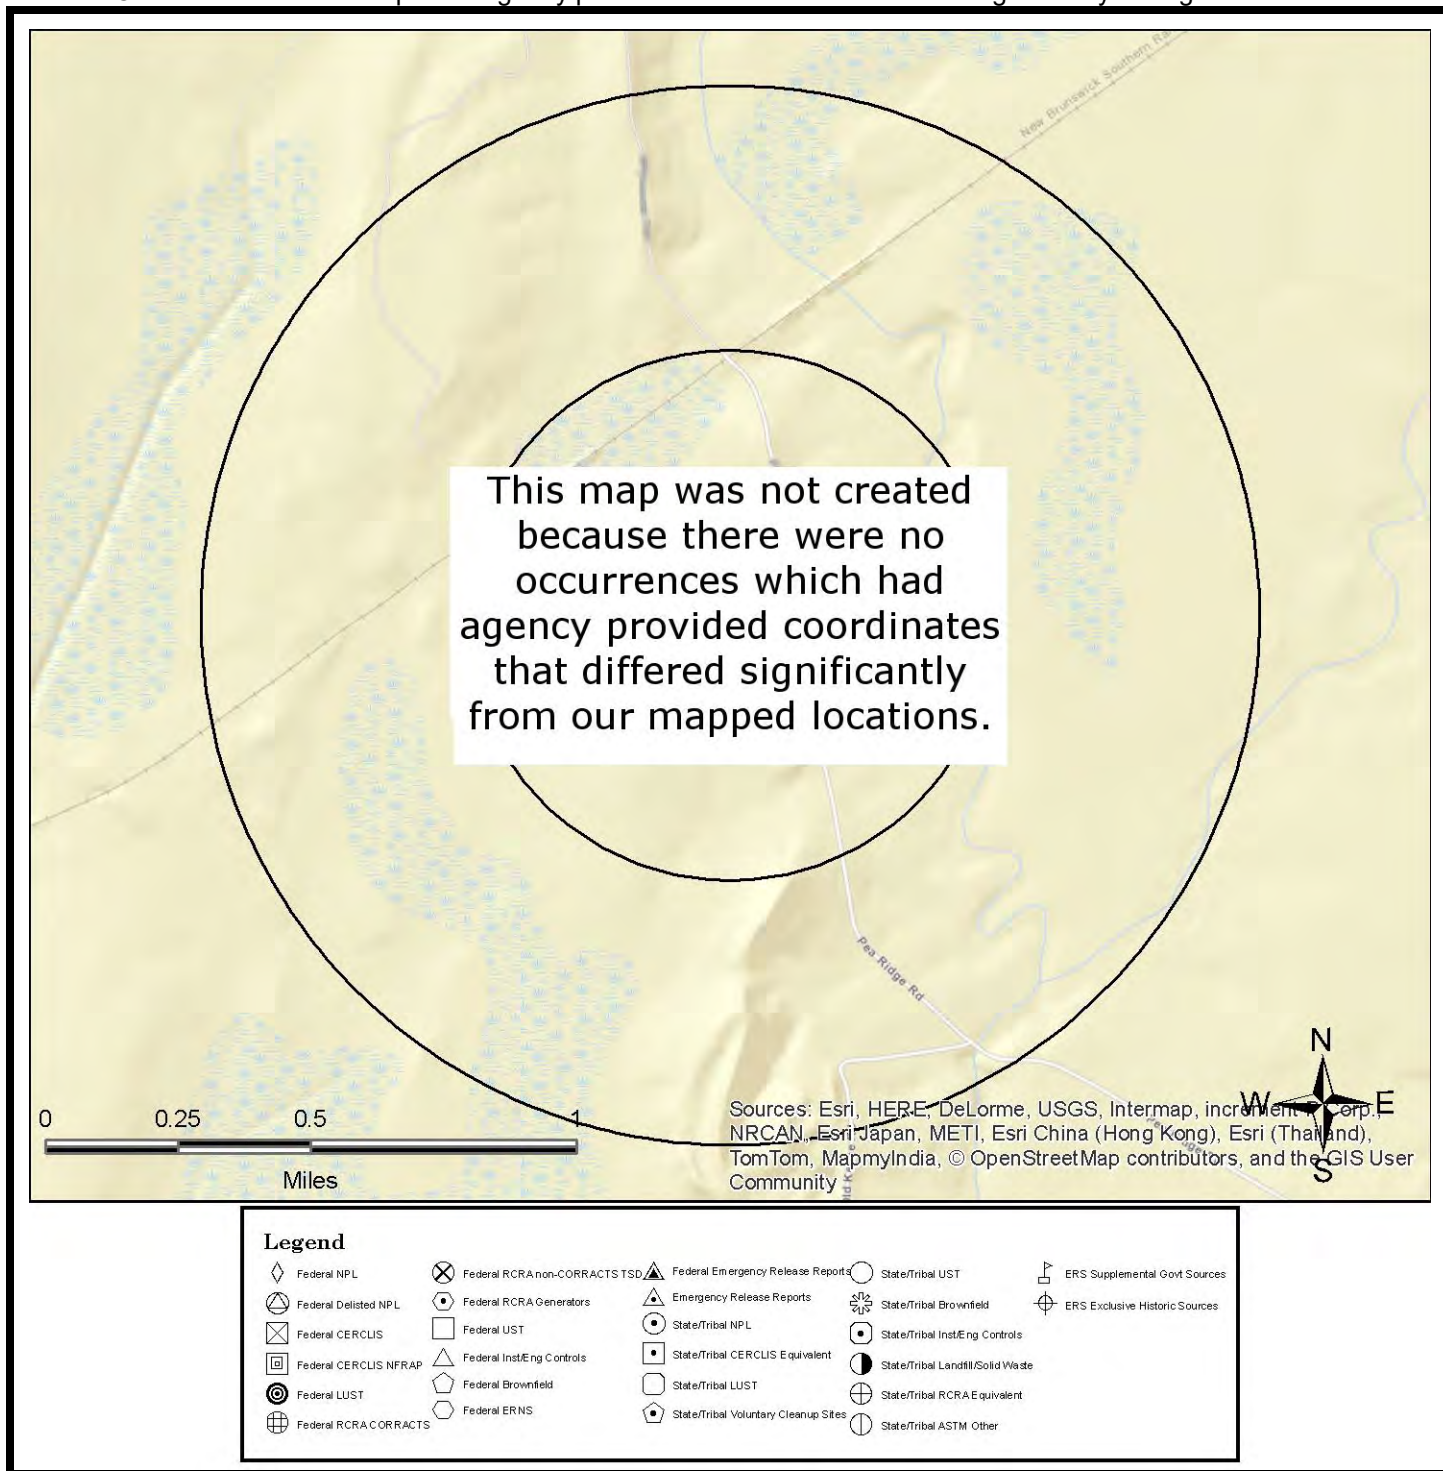 New Brunswick Southern Ra
This map was not created
because there were no
occurrences which had
agency provided coordinates
that differed significantly
from our mapped locations.
Pea Ridge Rd
N
W
E
S
0 0.25 0.5 1
Miles
Sources: Esri, HERE, DeLorme, USGS, Intermap, increment P Corp.,
NRCAN, Esri Japan, METI, Esri China (Hong Kong), Esri (Thailand),
TomTom, MapmyIndia, © OpenStreetMap contributors, and the GIS User
Community
Legend
Federal NPL
Federal Delisted NPL
Federal CERCLIS
Federal CERCLIS NFRAP
Federal LUST
Federal RCRA CORRACTS
Federal RCRA non-CORRACTS TSD
Federal RCRA Generators
Federal UST
Federal Inst/Eng Controls
Federal Brownfield
Federal ERNS
Federal Emergency Release Reports
Emergency Release Reports
State/Tribal NPL
State/Tribal CERCLIS Equivalent
State/Tribal LUST
State/Tribal Voluntary Cleanup Sites
State/Tribal UST
State/Tribal Brownfield
State/Tribal Inst/Eng Controls
State/Tribal Landfill/Solid Waste
State/Tribal RCRA Equivalent
State/Tribal ASTM Other
ERS Supplemental Govt Sources
ERS Exclusive Historic Sources